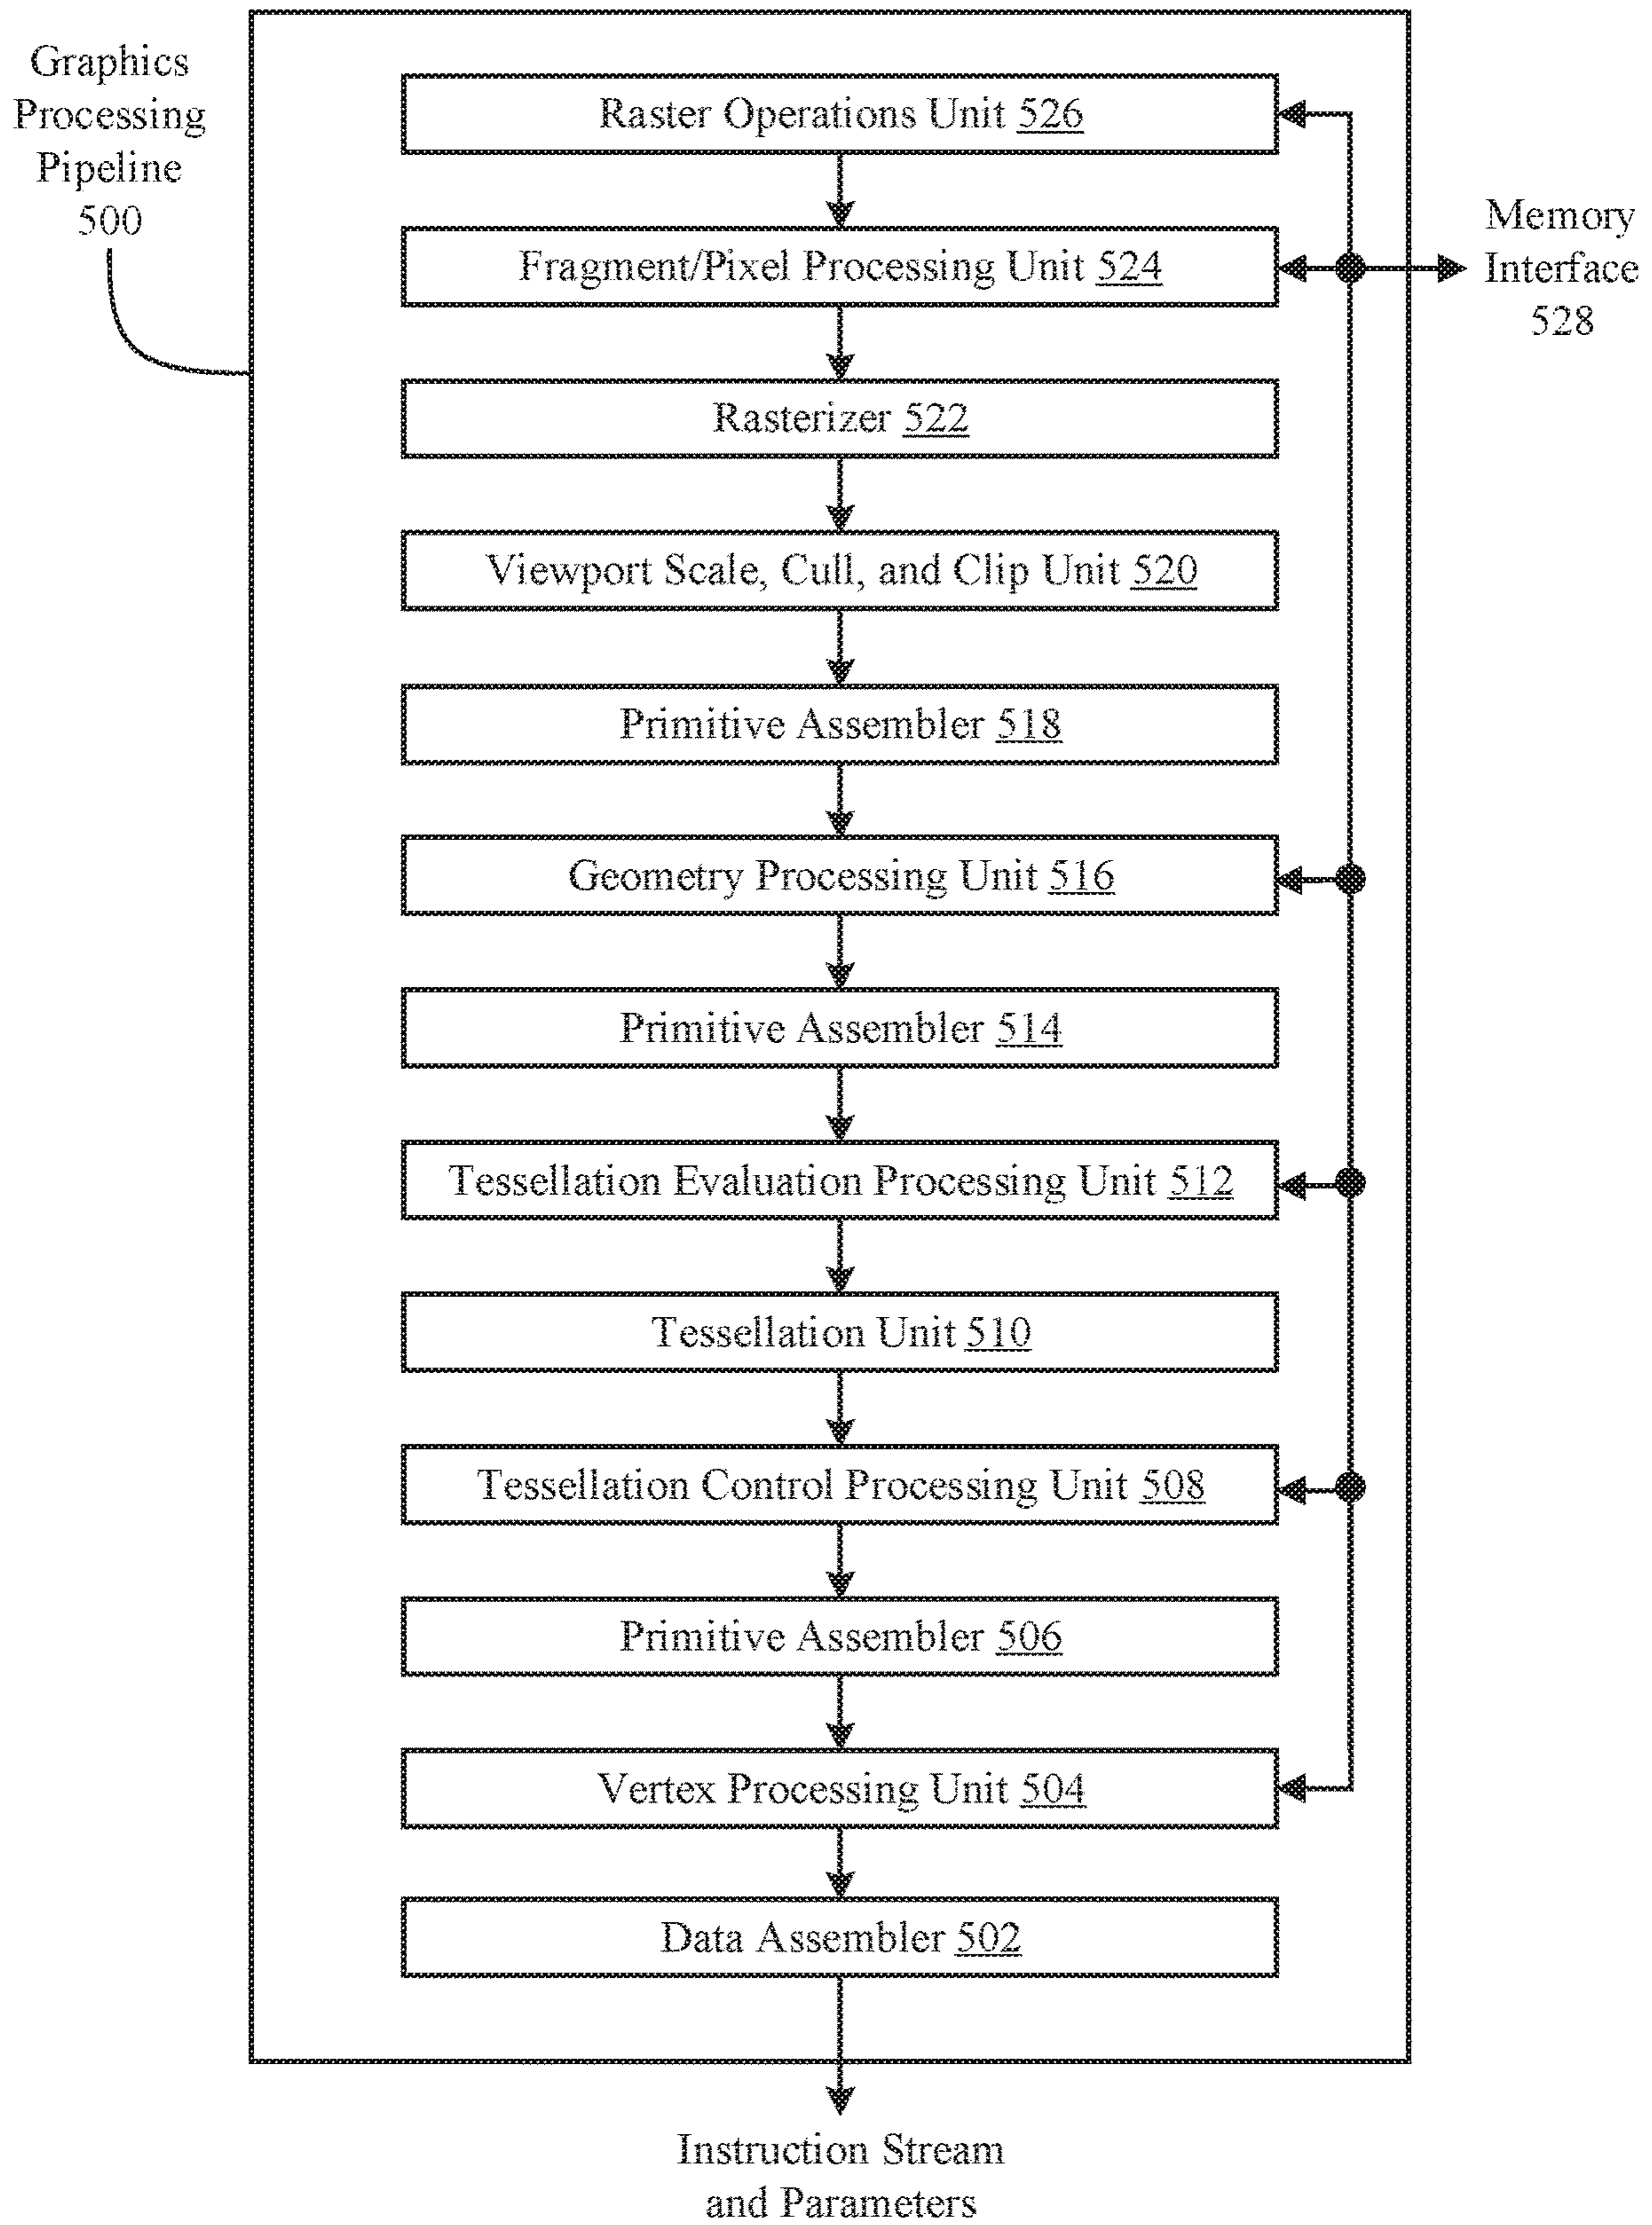 Graphics
Processing
Pipeline
500
Raster Operations Unit 526
Fragment/Pixel Processing Unit 524
Memory
Interface
528
Rasterizer 522
Viewport Scale, Cull, and Clip Unit 520
Primitive Assembler 518
Geometry Processing Unit 516
Primitive Assembler 514
Tessellation Evaluation Processing Unit 512
Tessellation Unit 510
Tessellation Control Processing Unit 508
Primitive Assembler 506
Vertex Processing Unit 504
Data Assembler 502
Instruction Stream
and Parameters